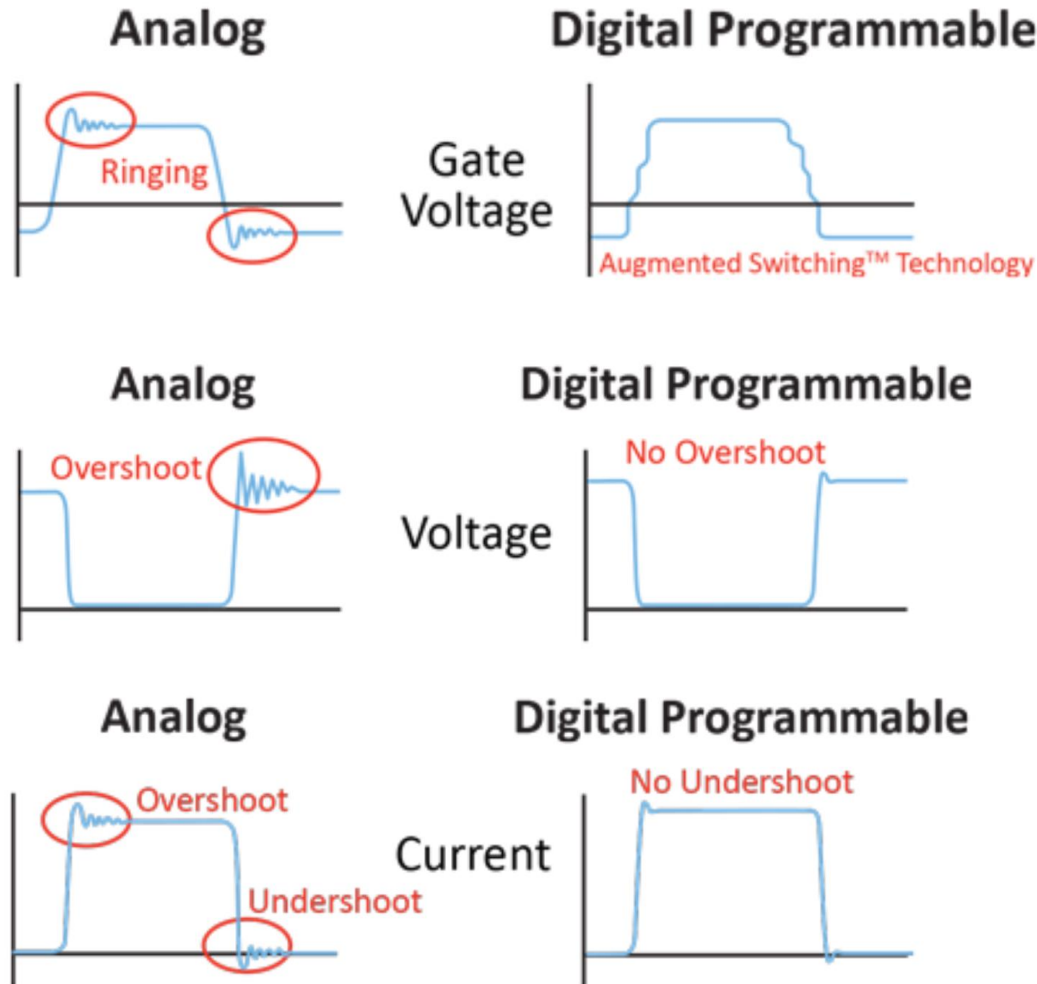 Analog
Digital Programmable
Ringing
Gate
Voltage
Augmented Switching™ Technology
Analog
Digital Programmable
Overshoot
Voltage
No Overshoot
Analog
Digital Programmable
Overshoot
Undershoot
Current
No Undershoot